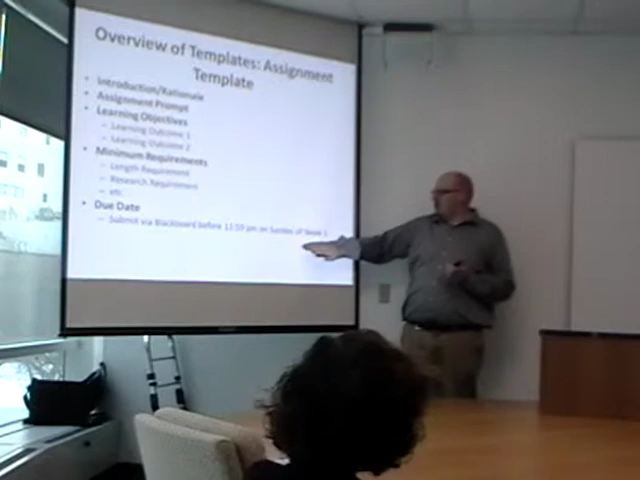 Overview of Templates: Assignment
Template
• Introduction/Rationale
• Assignment Prompt
• Learning Objectives
– Learning Outcome 1
– Learning Outcome 2
• Minimum Requirements
– Length Requirement
– Research Requirement
– etc
• Due Date
– Submit via Blackboard before 11:59 pm on Sunday of Week 1